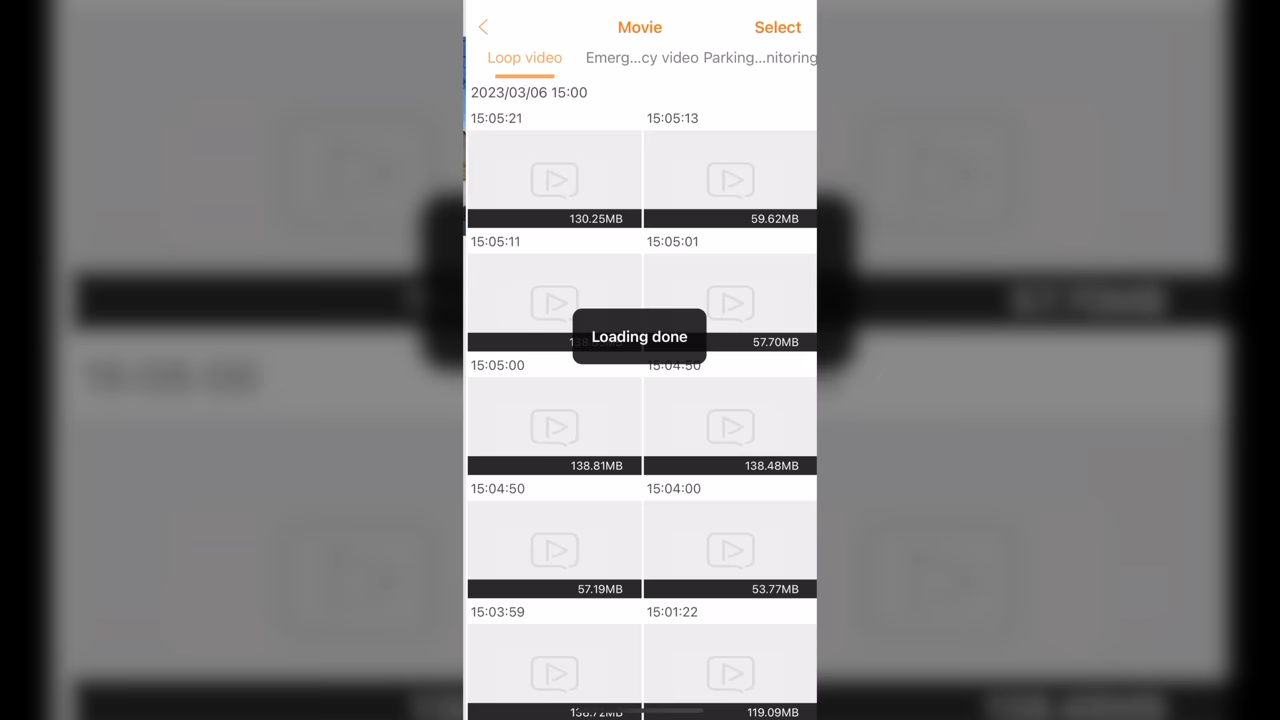 Movie
Select
Loop video
Emerg...cy video
Parking...nitoring
2023/03/06 15:00
15:05:21
15:05:13
130.25MB
59.62MB
15:05:11
15:05:01
Loading done
57.70MB
15:05:00
15:04:50
138.81MB
138.48MB
15:04:50
15:04:00
57.19MB
53.77MB
15:03:59
15:01:22
119.09MB